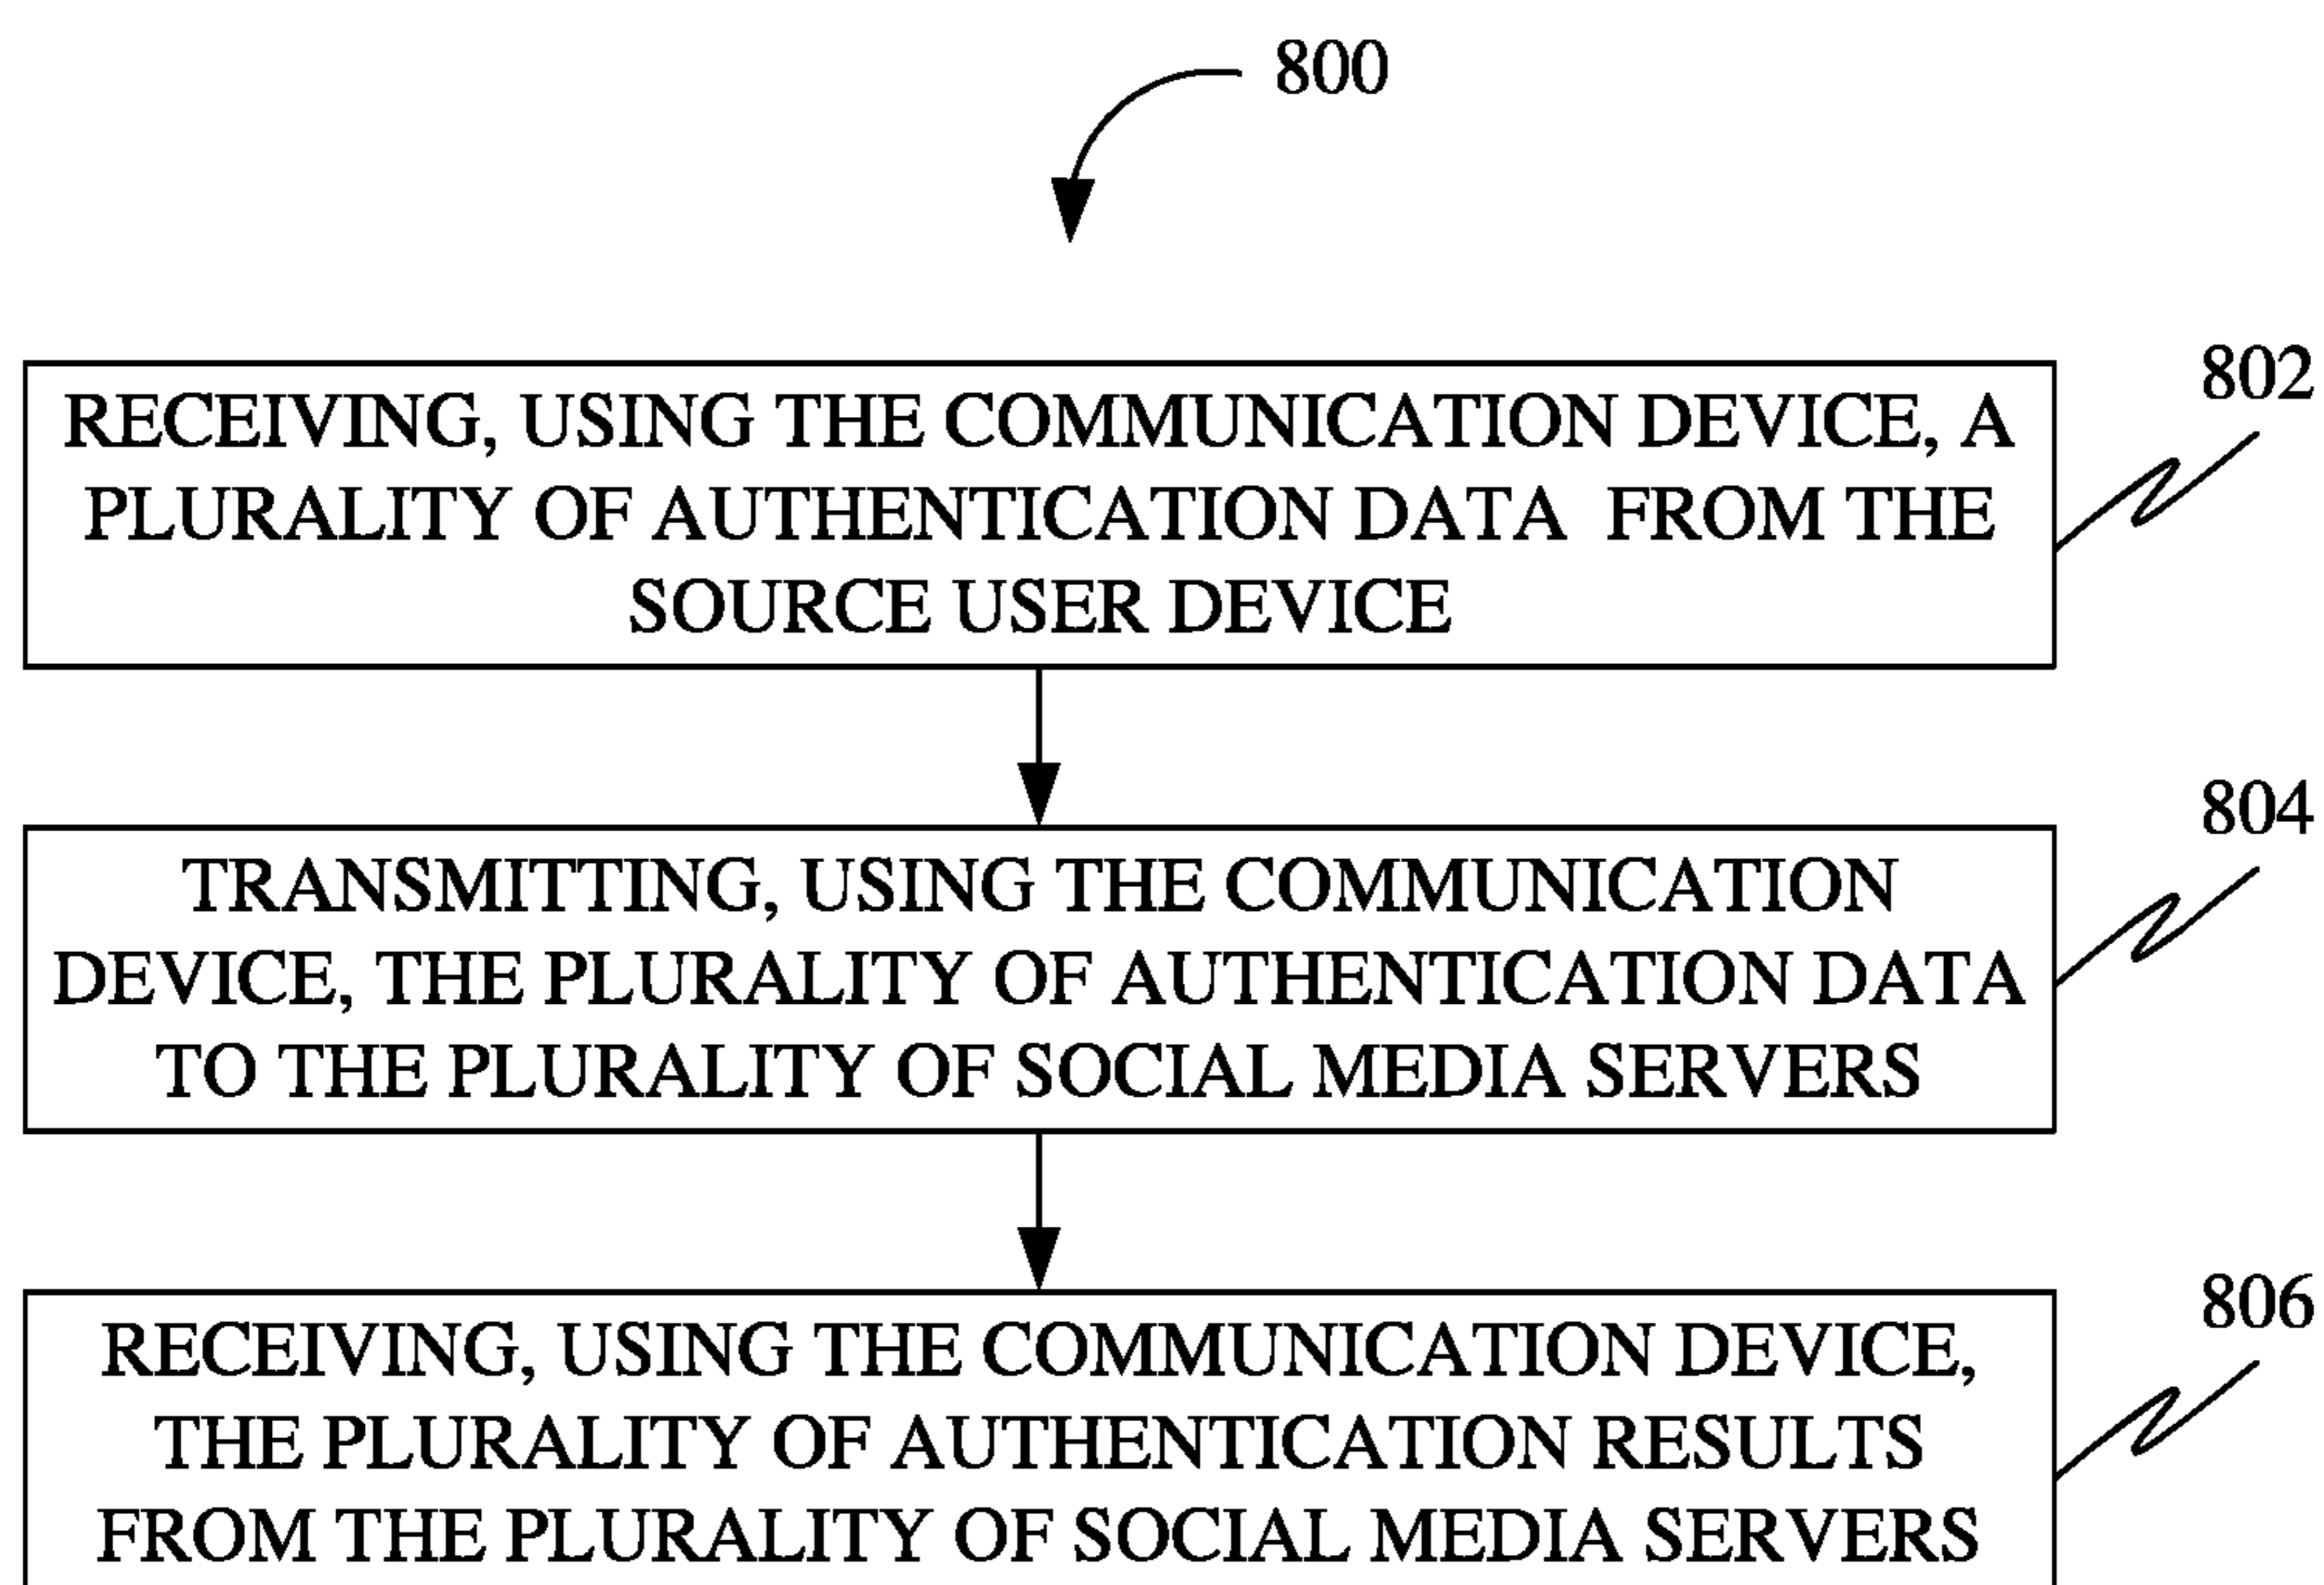 800
802
RECEIVING, USING THE COMMUNICATION DEVICE, A
PLURALITY OF AUTHENTICATION DATA FROM THE
SOURCE USER DEVICE
804
TRANSMITTING, USING THE COMMUNICATION
DEVICE, THE PLURALITY OF AUTHENTICATION DATA
TO THE PLURALITY OF SOCIAL MEDIA SERVERS
806
RECEIVING, USING THE COMMUNICATION DEVICE,
THE PLURALITY OF AUTHENTICATION RESULTS
FROM THE PLURALITY OF SOCIAL MEDIA SERVERS